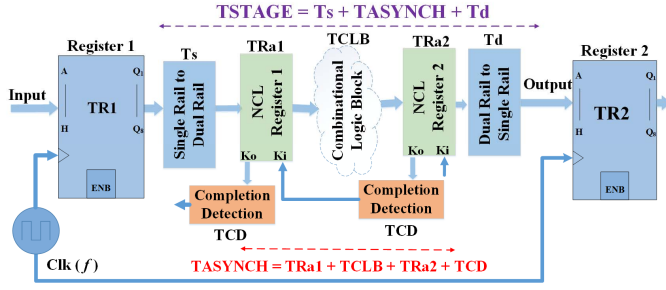 TSTAGE = Ts + TASYNCH + Td
Register 1
Ts
TRa1
TCLB
TRa2
Td
Register 2
Input
A
Q1
TR1
H
Q8
ENB
Single Rail to
Dual Rail
NCL
Register 1
Ko
Ki
Combinational
Logic Block
NCL
Register 2
Ko
Ki
Dual Rail to
Single Rail
Output
A
Q1
TR2
H
Q8
ENB
Completion
Detection
TCD
Completion
Detection
TCD
Clk (f)
TASYNCH = TRa1 + TCLB + TRa2 + TCD